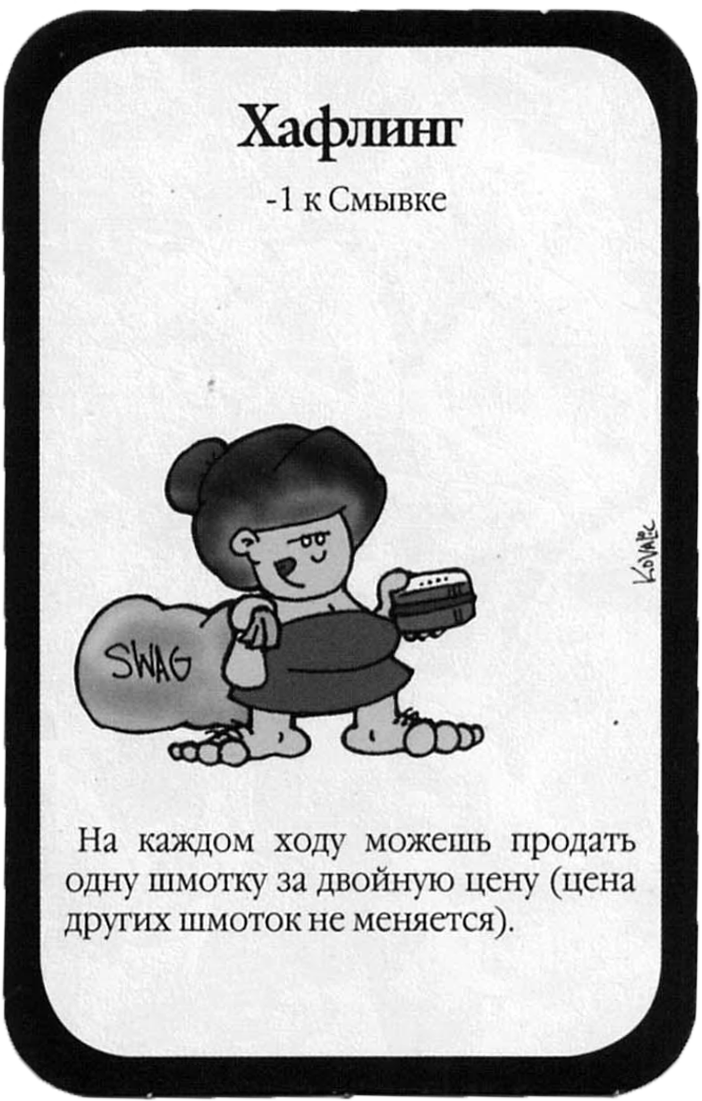 Хафлинг
-1 к Смывке
KOVALIC
SWAG
На каждом ходу можешь продать
одну шмотку за двойную цену (цена
других шмоток не меняется).